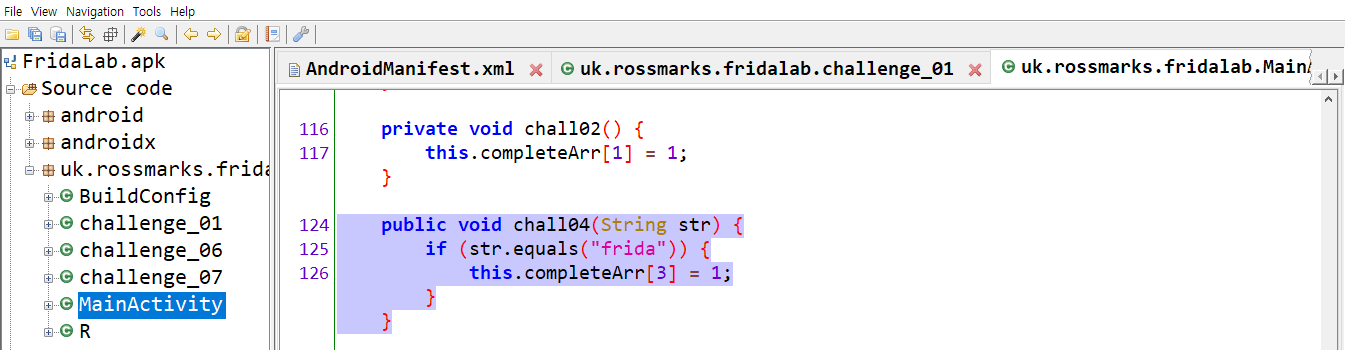 File View Navigation Tools Help
FridaLab.apk
Source code
android
androidx
uk.rossmarks.frida
BuildConfig
challenge_01
challenge_06
challenge_07
MainActivity
R
AndroidManifest.xml
uk.rossmarks.fridalab.challenge_01
uk.rossmarks.fridalab.MainA
}
116 private void chall02() {
117 this.completeArr[1] = 1;
}
124 public void chall04(String str) {
125 if (str.equals("frida")) {
126 this.completeArr[3] = 1;
}
}